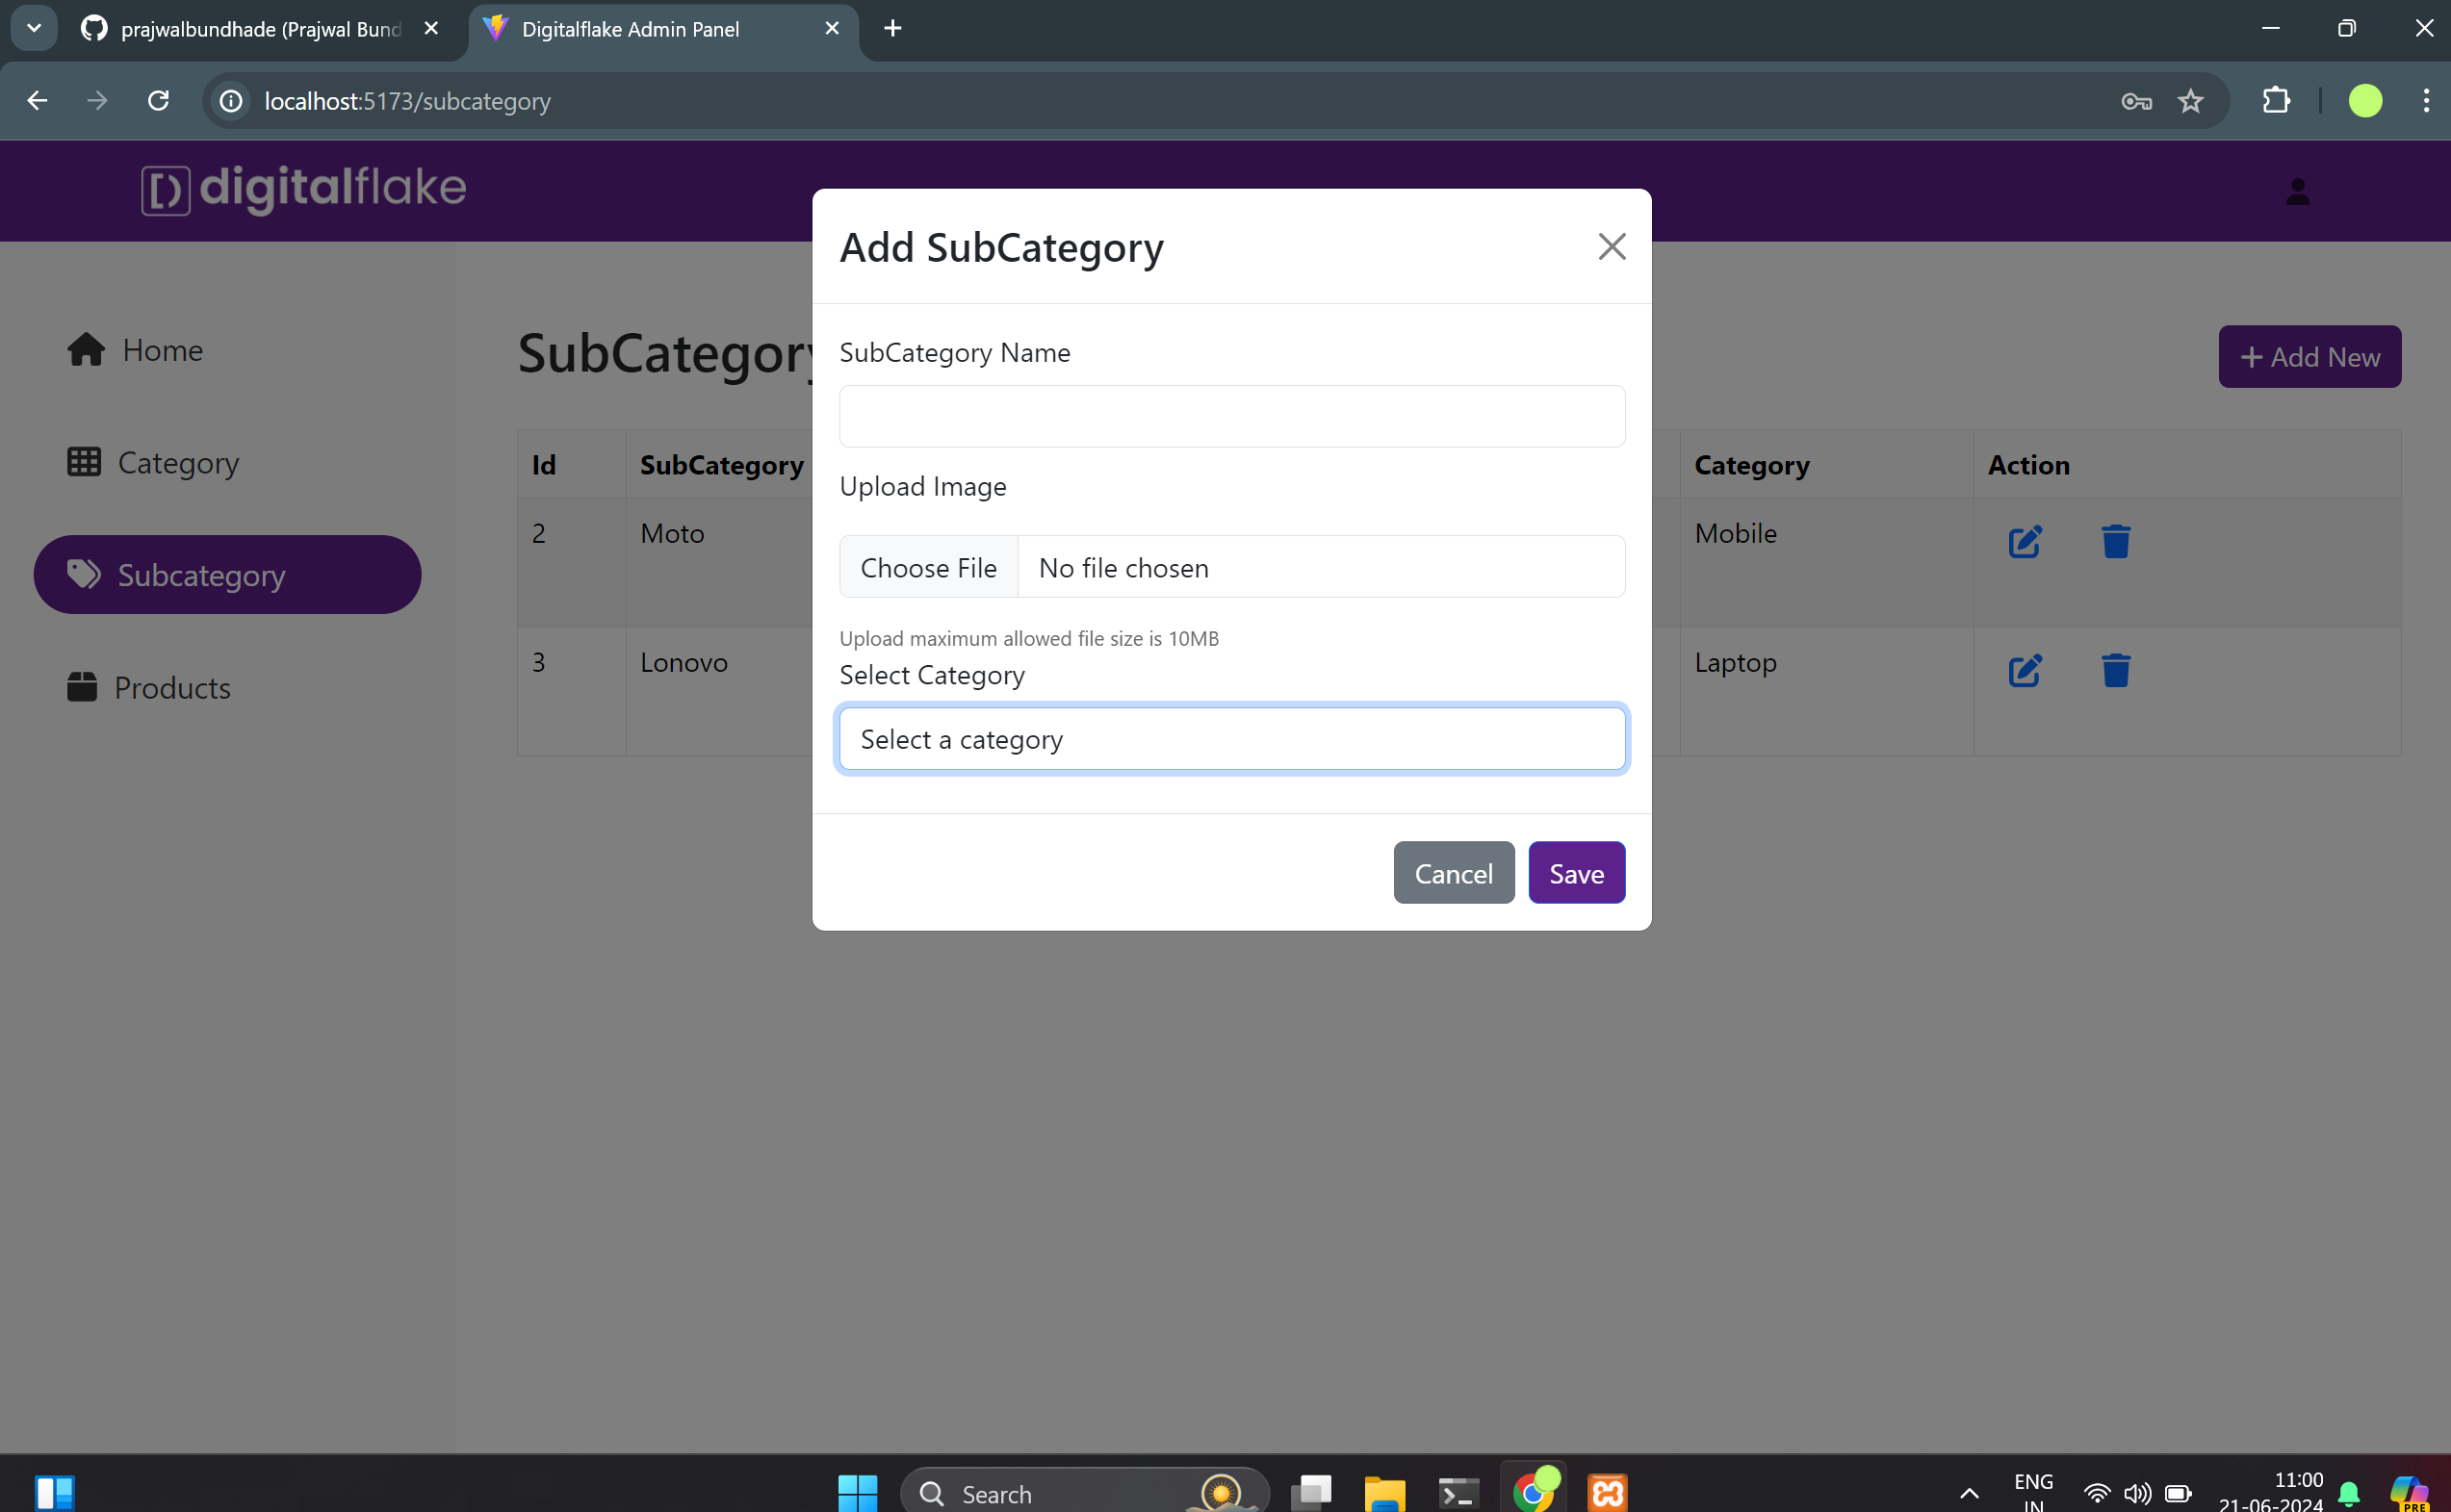 prajwalbundhade (Prajwal Bund
Digitalflake Admin Panel
localhost:5173/subcategory
digitalflake
Home
Category
Subcategory
Products
SubCategory
Add New
Id
SubCategory
Category
Action
2
Moto
Mobile
3
Lonovo
Laptop
Add SubCategory
SubCategory Name
Upload Image
Choose File
No file chosen
Upload maximum allowed file size is 10MB
Select Category
Select a category
Cancel
Save
Search
ENG
IN
11:00
21-06-2024
PRE